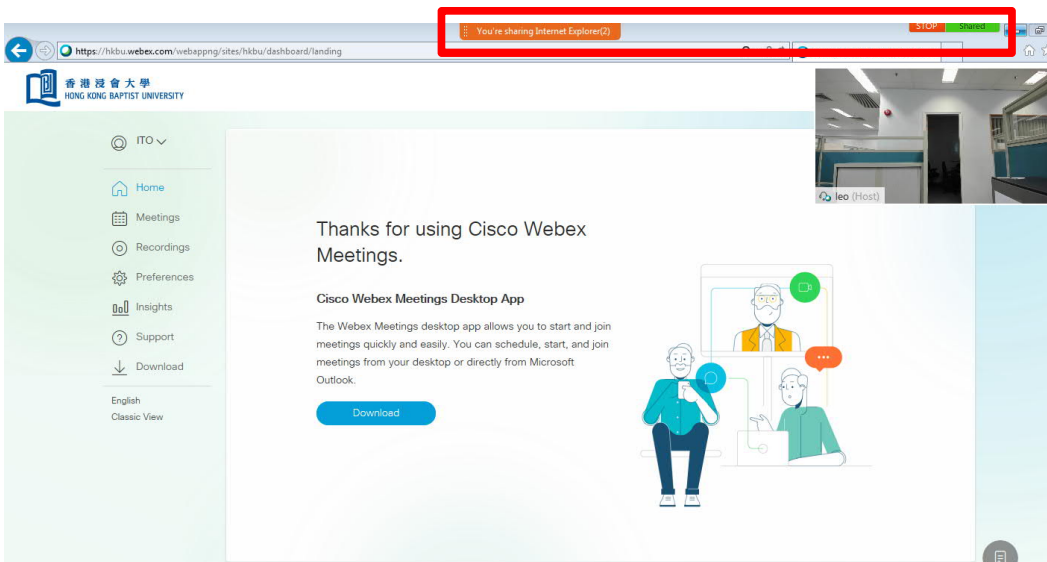 You're sharing Internet Explorer(2)
STOP
Shared
https://hkbu.webex.com/webappng/sites/hkbu/dashboard/landing
香港浸會大學
HONG KONG BAPTIST UNIVERSITY
ITO
leo (Host)
Home
Meetings
Recordings
Preferences
Insights
Support
Download
English
Classic View
Thanks for using Cisco Webex
Meetings.
Cisco Webex Meetings Desktop App
The Webex Meetings desktop app allows you to start and join
meetings quickly and easily. You can schedule, start, and join
meetings from your desktop or directly from Microsoft
Outlook.
Download